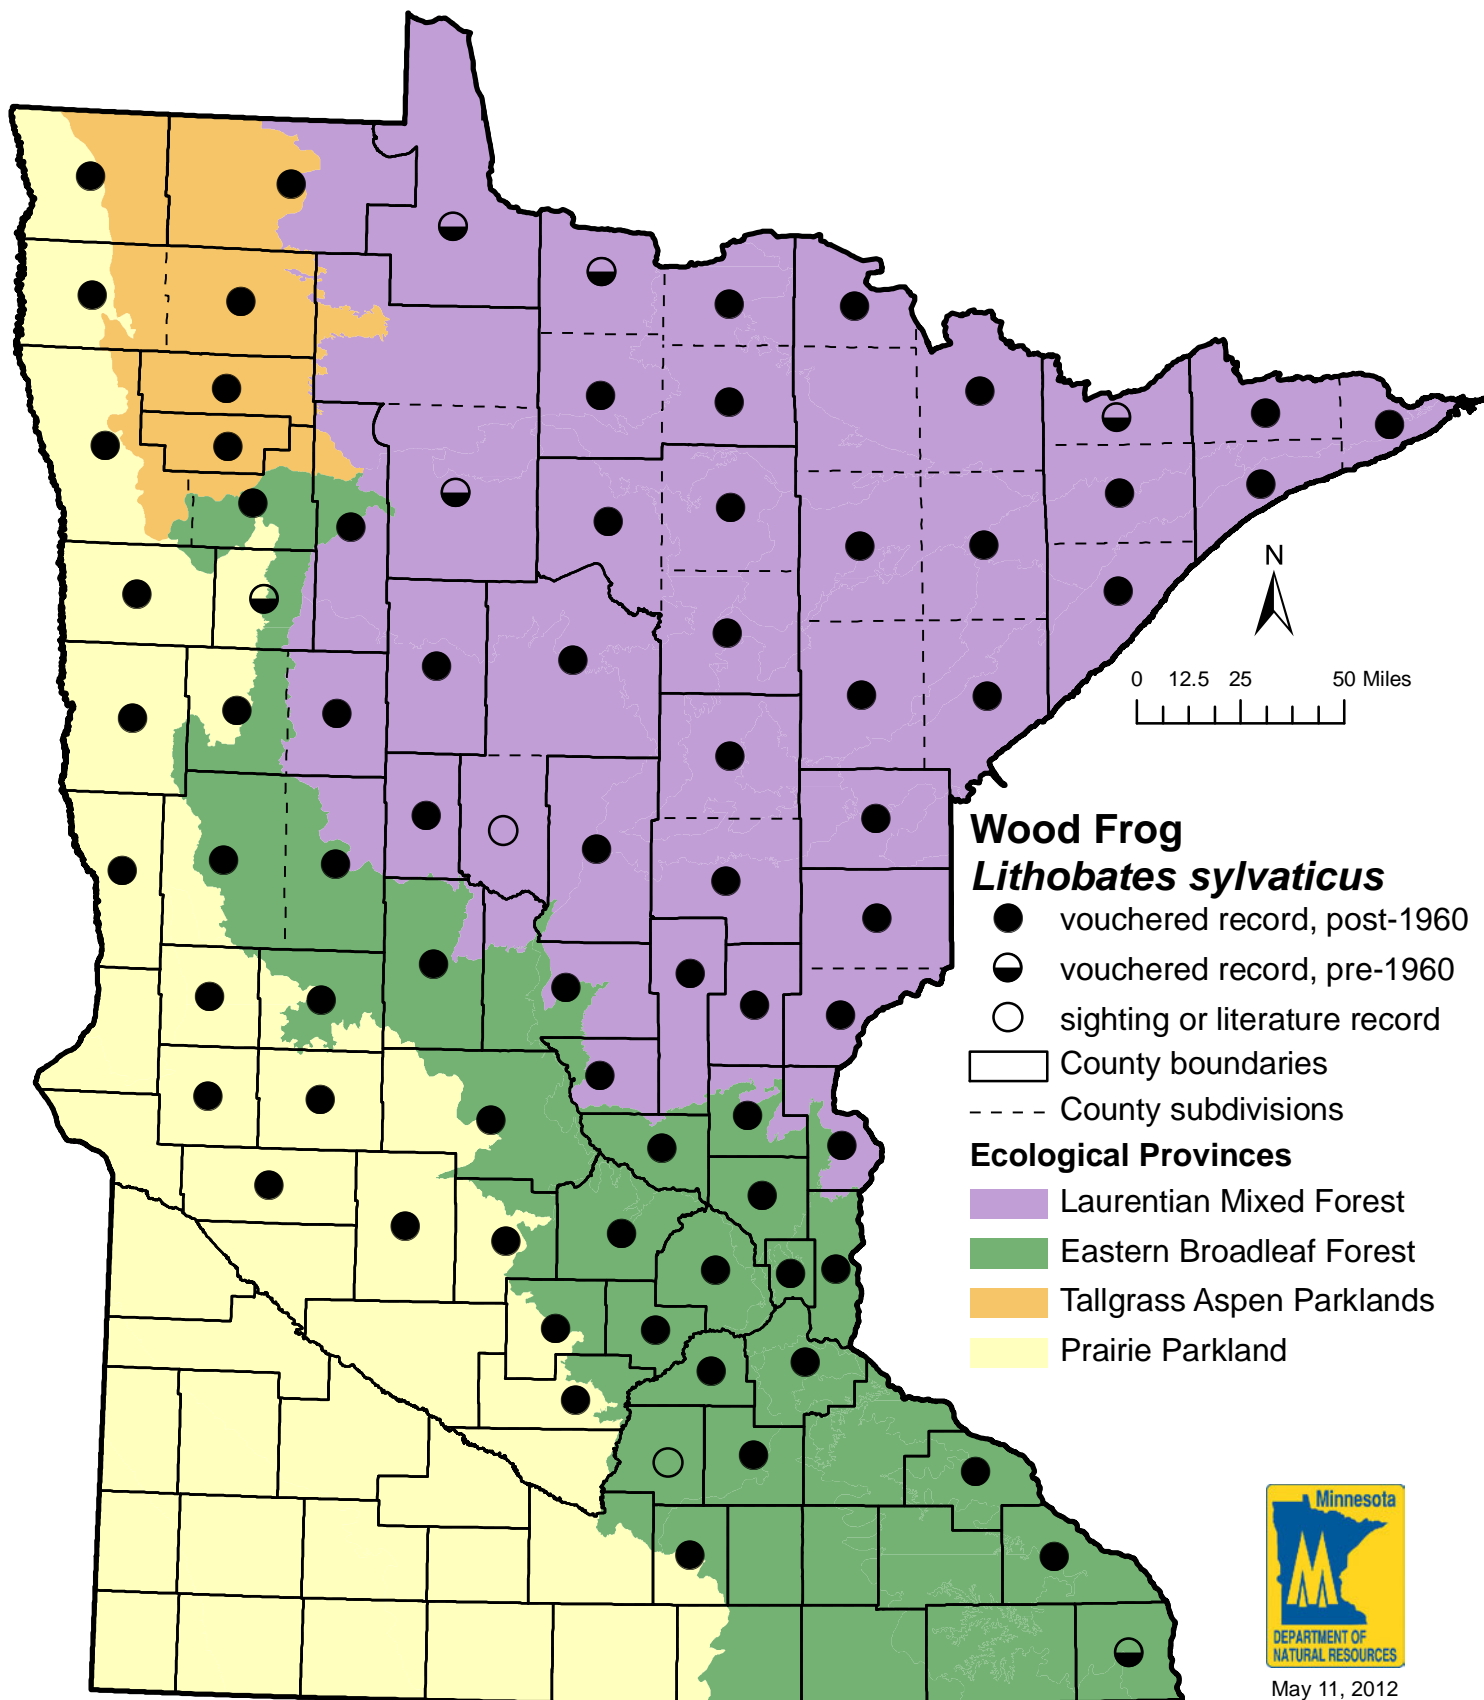 N
0 12.5 25 50 Miles
Wood Frog
Lithobates sylvaticus
vouchered record, post-1960
vouchered record, pre-1960
sighting or literature record
County boundaries
County subdivisions
Ecological Provinces
Laurentian Mixed Forest
Eastern Broadleaf Forest
Tallgrass Aspen Parklands
Prairie Parkland
Minnesota
DEPARTMENT OF
NATURAL RESOURCES
May 11, 2012